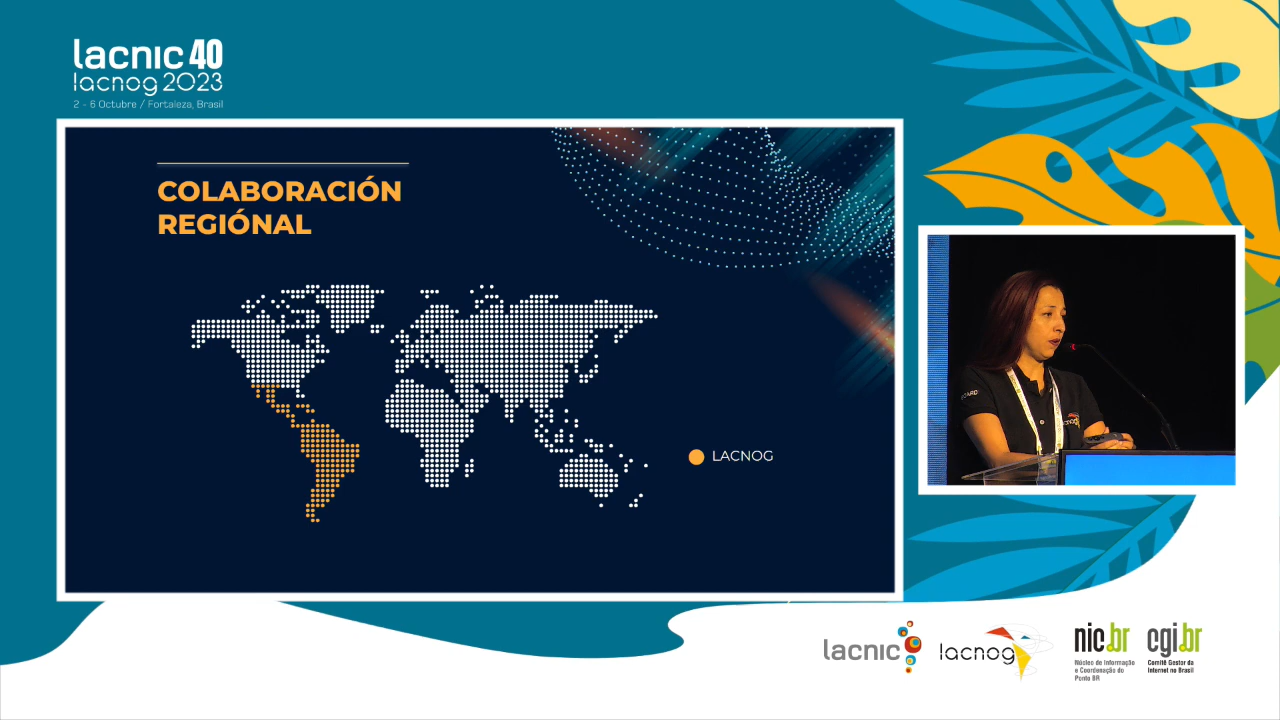 lacnic 40
lacnog 2023
2 - 6 Octubre / Fortaleza, Brasil
COLABORACIÓN
REGIÓNAL
LACNOG
lacnog
lacnic
lacnog
nic.br
Núcleo de Informação
e Coordenação do
Ponto BR
cgi.br
Comitê Gestor da
Internet no Brasil